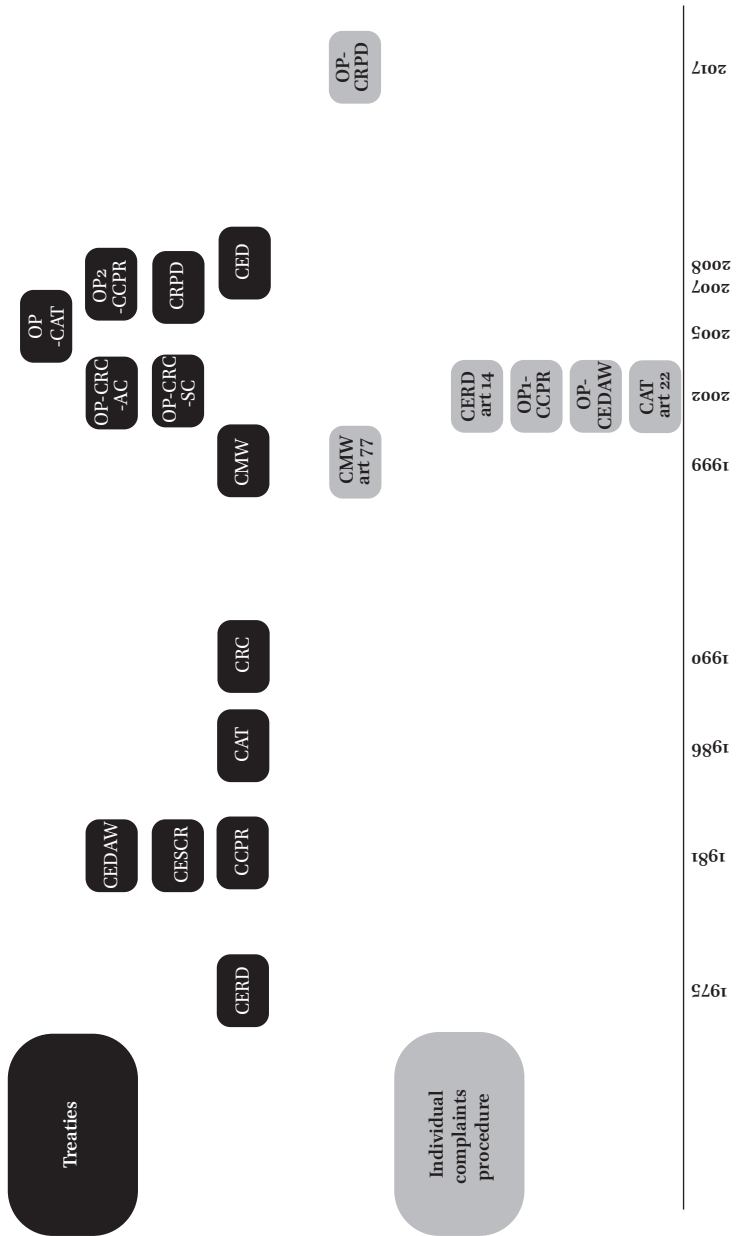 Treaties
CERD
CEDAW
CESCR
CCPR
CAT
CRC
CMW
OP-CRC
-AC
OP-CRC
-SC
OP
-CAT
OP2
-CCPR
CRPD
CED
Individual
complaints
procedure
CMW
art 77
CERD
art 14
OP1-
CCPR
OP-
CEDAW
CAT
art 22
OP-
CRPD
1975
1981
1986
1990
1999
2002
2005
2007
2008
2017